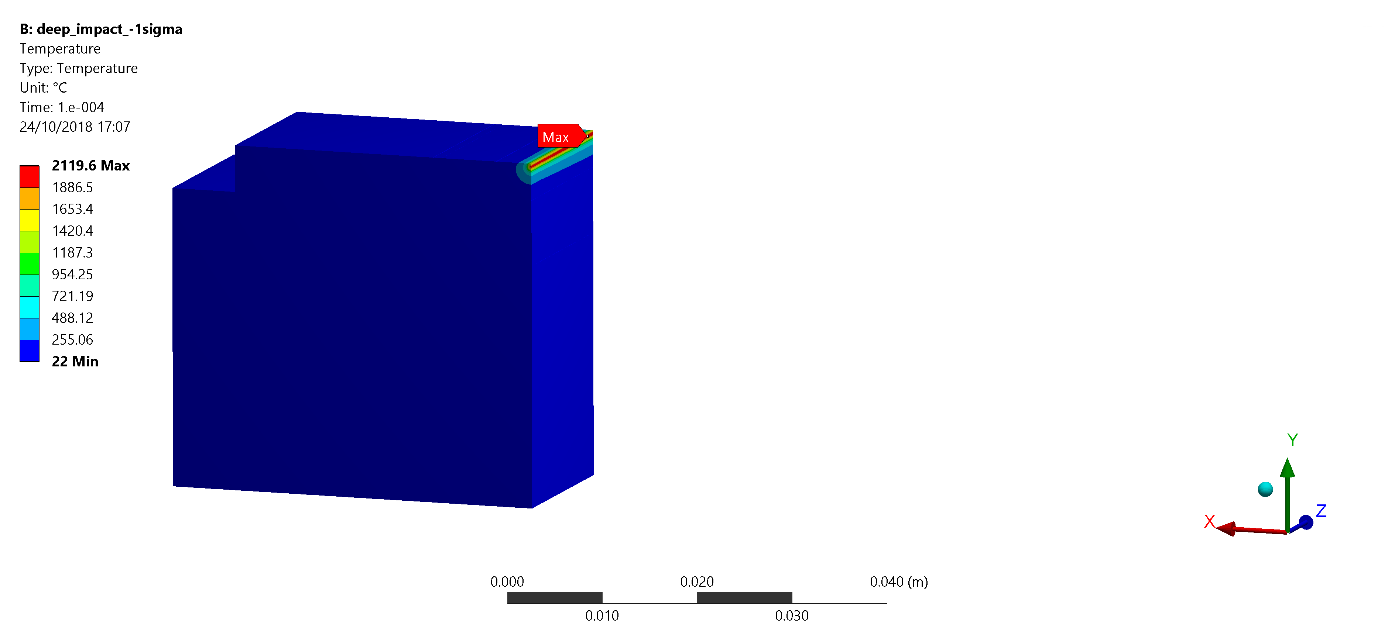 B: deep_impact_-1sigma
Temperature
Type: Temperature
Unit: °C
Time: 1.e-004
24/10/2018 17:07
2119.6 Max
1886.5
1653.4
1420.4
1187.3
954.25
721.19
488.12
255.06
22 Min
Max
Y
X
Z
0.000
0.020
0.040 (m)
0.010
0.030